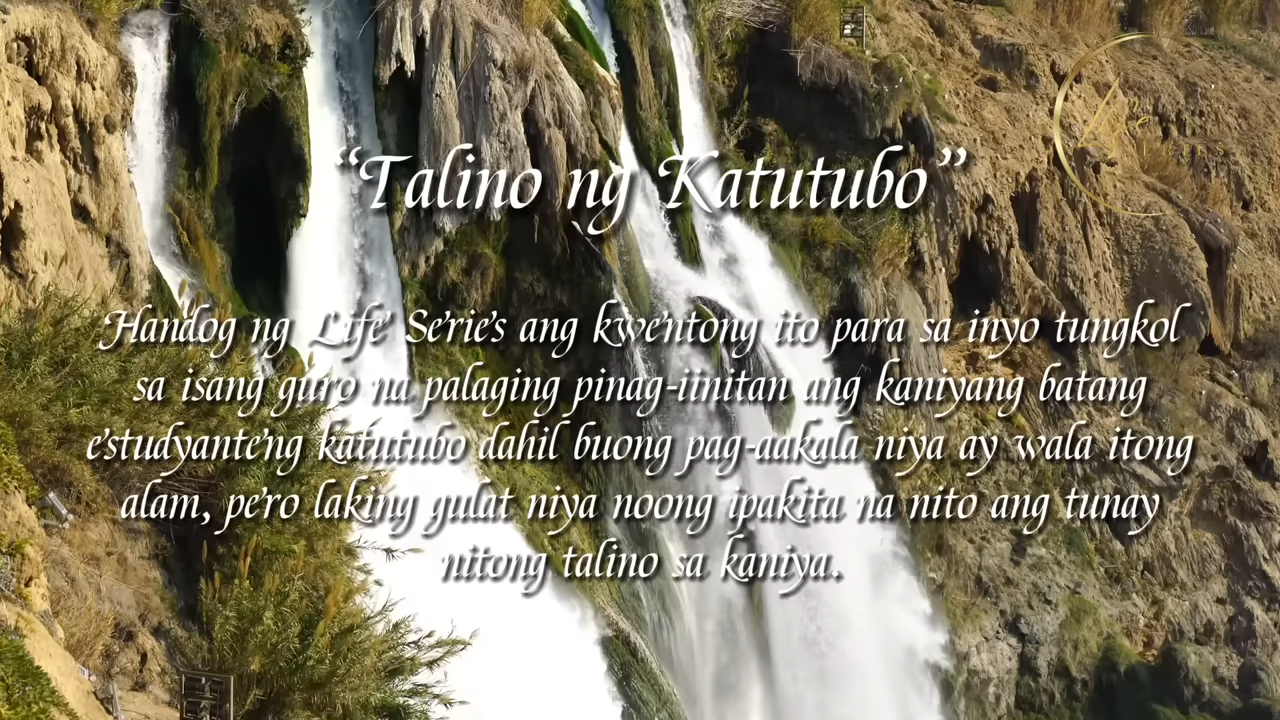 “Talino ng Katutubo”
Handog ng Life Series ang kwentong ito para sa inyo tungkol
sa isang guro na palaging pinag-iinitan ang kaniyang batang
estudyanteng katutubo dahil buong pag-aakala niya ay wala itong
alam, pero laking gulat niya noong ipakita na nito ang tunay
nitong talino sa kaniya.